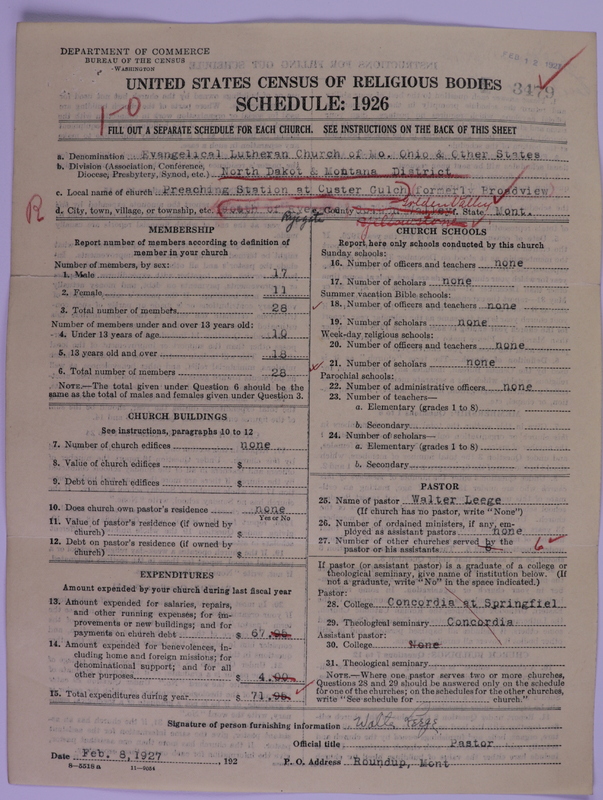 DEPARTMENT OF COMMERCE
BUREAU OF THE CENSUS
WASHINGTON
FEB 12 1927
3479
UNITED STATES CENSUS OF RELIGIOUS BODIES
SCHEDULE: 1926
1-0
FILL OUT A SEPARATE SCHEDULE FOR EACH CHURCH. SEE INSTRUCTIONS ON THE BACK OF THIS SHEET
a. Denomination Evangelical Lutheran Church of Mo. Ohio & Other States
b. Division (Association, Conference, Diocese, Presbytery, Synod, etc.) North Dakot & Montana District
c. Local name of church Preaching Station at Custer Gulch (formerly Broadview)
R
Golden Valley
d. City, town, village, or township, etc. County State, Mont.
Ryegate
MEMBERSHIP
Report number of members according to definition of
member in your church
Number of members, by sex:
1. Male 17
2. Female 11
3. Total number of members 28
Number of members under and over 13 years old:
4. Under 13 years of age 10
5. 13 years old and over 18
6. Total number of members 28
NOTE.—The total given under Question 6 should be the
same as the total of males and females given under Question 3.
CHURCH BUILDINGS
See instructions, paragraphs 10 to 12
7. Number of church edifices none
8. Value of church edifices $
9. Debt on church edifices $
10. Does church own pastor's residence none
Yes or No
11. Value of pastor's residence (if owned by
church) $
12. Debt on pastor's residence (if owned by
church) $
EXPENDITURES
Amount expended by your church during last fiscal year
13. Amount expended for salaries, repairs,
and other running expenses; for im-
provements or new buildings; and for
payments on church debt $ 67.
14. Amount expended for benevolences, in-
cluding home and foreign missions; for
denominational support; and for all
other purposes $ 4.00
15. Total expenditures during year $ 71.
CHURCH SCHOOLS
Report here only schools conducted by this church
Sunday schools:
16. Number of officers and teachers none
17. Number of scholars none
Summer vacation Bible schools:
18. Number of officers and teachers none
19. Number of scholars none
Week-day religious schools:
20. Number of officers and teachers none
21. Number of scholars none
Parochial schools:
22. Number of administrative officers none
23. Number of teachers—
a. Elementary (grades 1 to 8)
b. Secondary
24. Number of scholars—
a. Elementary (grades 1 to 8)
b. Secondary
PASTOR
25. Name of pastor Walter Leege
(If church has no pastor, write "None")
26. Number of ordained ministers, if any, em-
ployed as assistant pastors none
27. Number of other churches served by the
pastor or his assistants 6
If pastor (or assistant pastor) is a graduate of a college or
theological seminary, give name of institution below. (If
not a graduate, write "No" in the space indicated.)
Pastor:
28. College Concordia at Springfiel
29. Theological seminary Concordia
Assistant pastor:
30. College None
31. Theological seminary
NOTE.—Where one pastor serves two or more churches,
Questions 28 and 29 should be answered only on the schedule
for one of the churches; on the schedules for the other churches,
write "See schedule for church."
Signature of person furnishing information Walter Leege
Official title Pastor
Date Feb. 8, 1927, 192 P. O. Address Roundup, Mont
8—5518 a 11—9054